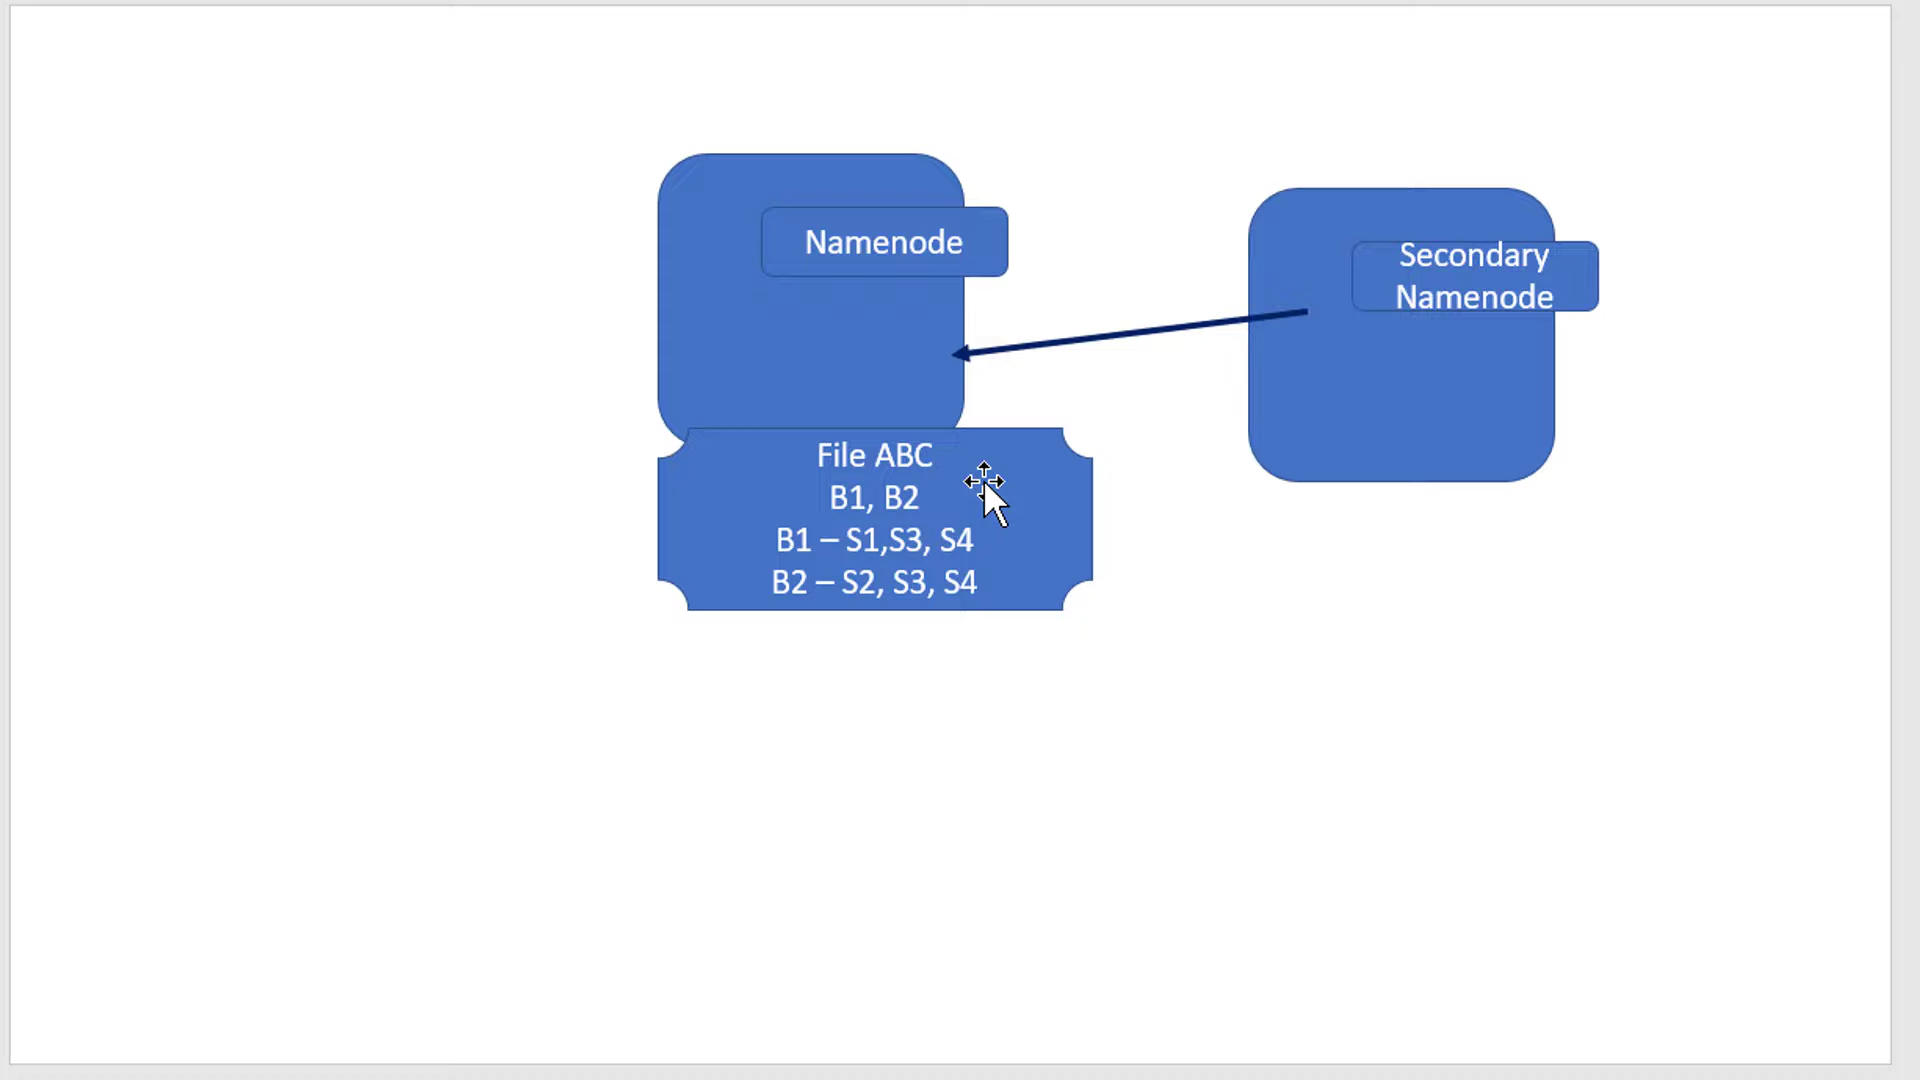 Namenode
Secondary
Namenode
File ABC
B1, B2
B1 – S1,S3, S4
B2 – S2, S3, S4